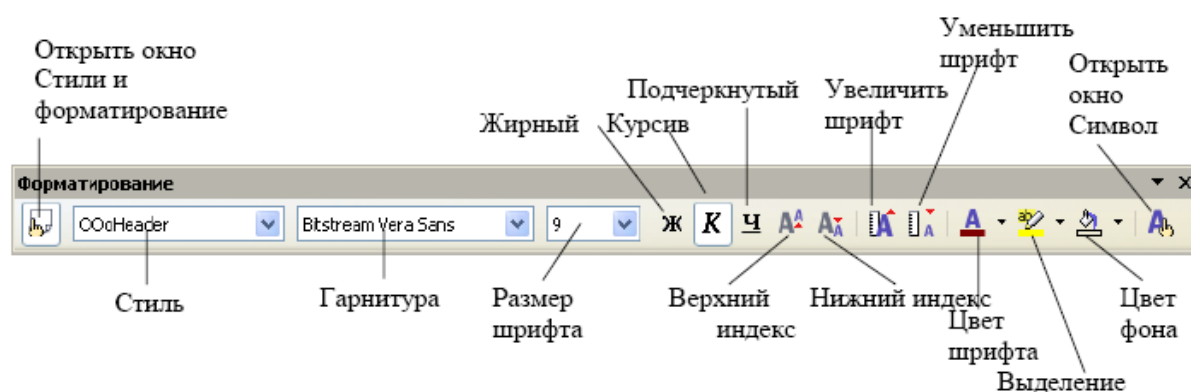 Открыть окно
Стили и
форматирование
Жирный
Курсив
Подчеркнутый
Увеличить
шрифт
Уменьшить
шрифт
Открыть
окно
Символ
Форматирование
OOoHeader
Bitstream Vera Sans
9
Ж
К
Ч
Стиль
Гарнитура
Размер
шрифта
Верхний
индекс
Нижний индекс
Цвет
шрифта
Выделение
Цвет
фона